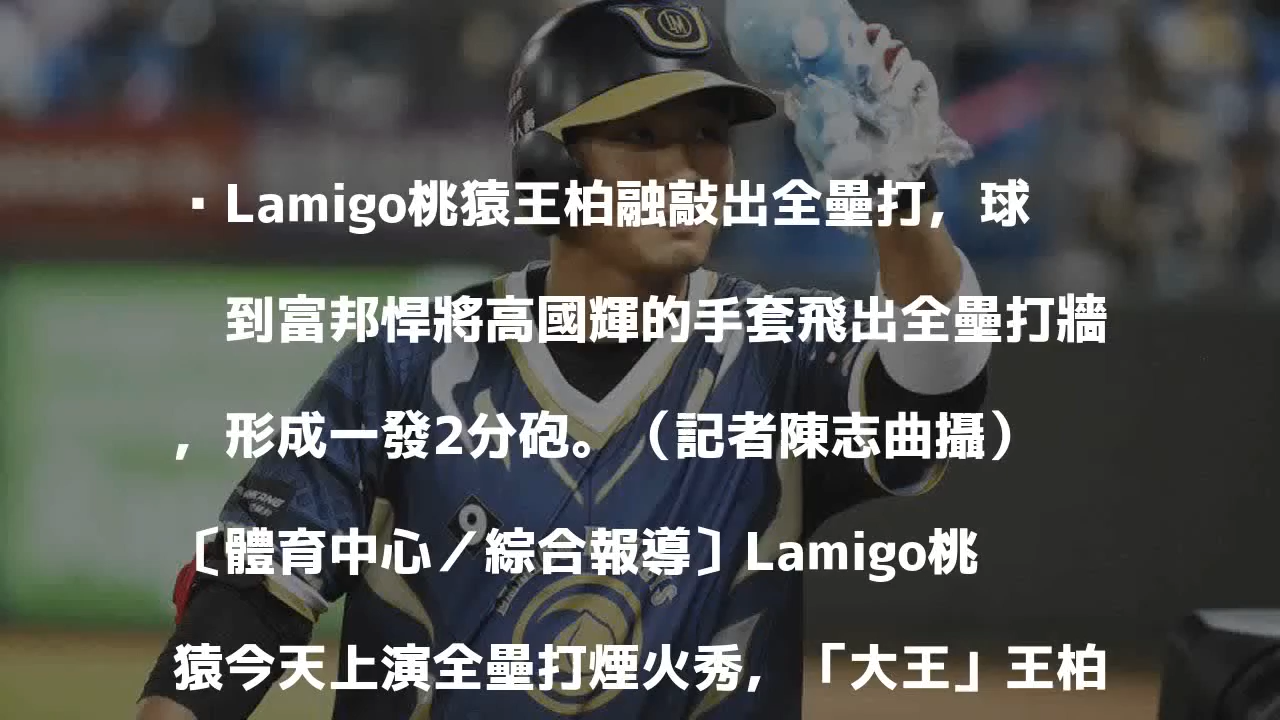 LM
▪Lamigo桃猿王柏融敲出全壘打，球
到富邦悍將高國輝的手套飛出全壘打牆
，形成一發2分砲。（記者陳志曲攝）
9
〔體育中心／綜合報導〕Lamigo桃
猿今天上演全壘打煙火秀，「大王」王柏